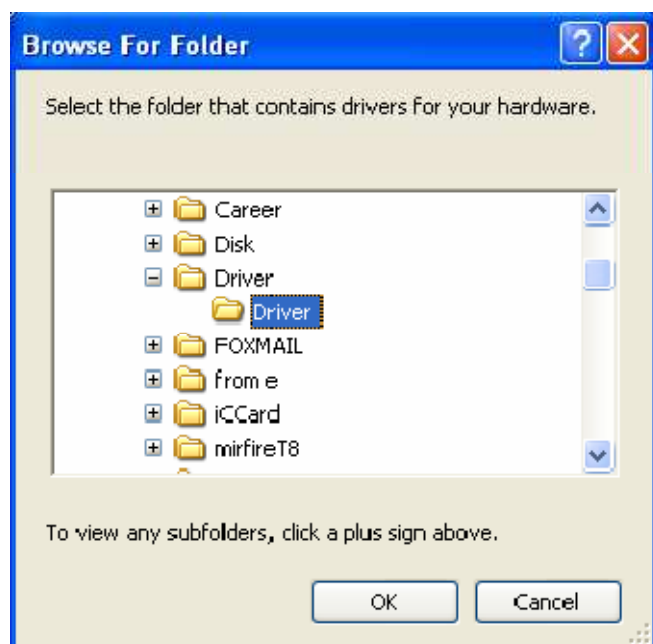 Browse For Folder
Select the folder that contains drivers for your hardware.
Career
Disk
Driver
Driver
FOXMAIL
from e
iCCard
mirfireT8
To view any subfolders, click a plus sign above.
OK Cancel